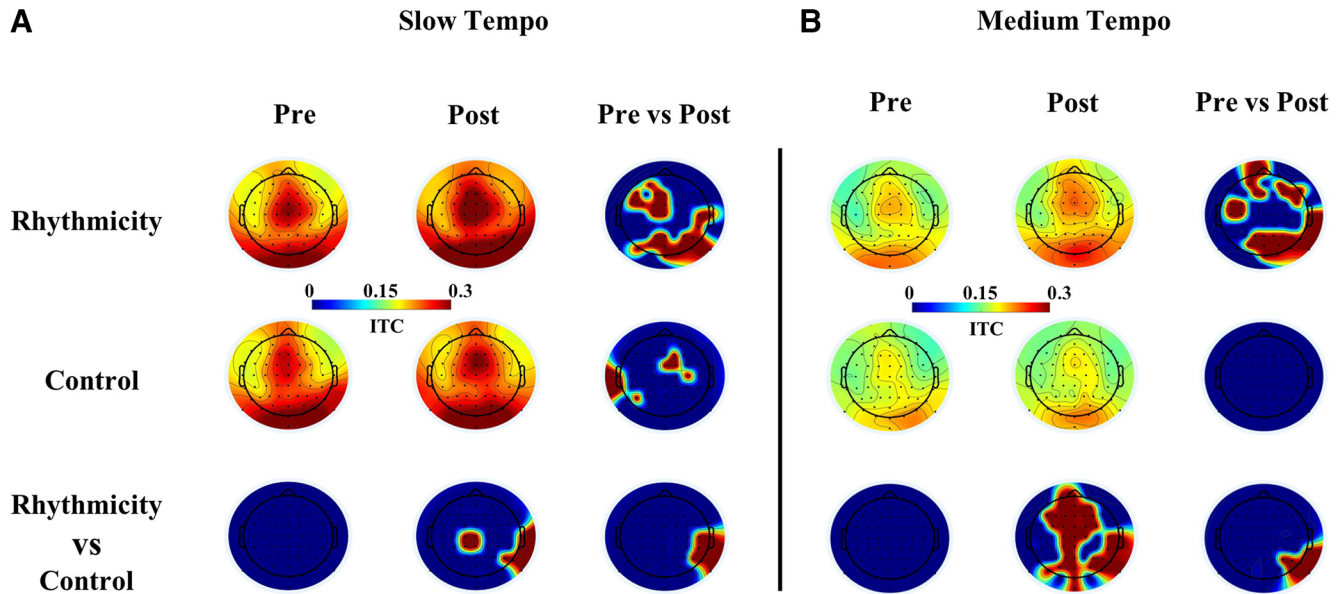 A
Slow Tempo
B
Medium Tempo
Pre
Post
Pre vs Post
Pre
Post
Pre vs Post
Rhythmicity
0 0.15 0.3
ITC
0 0.15 0.3
ITC
Control
Rhythmicity
vs
Control